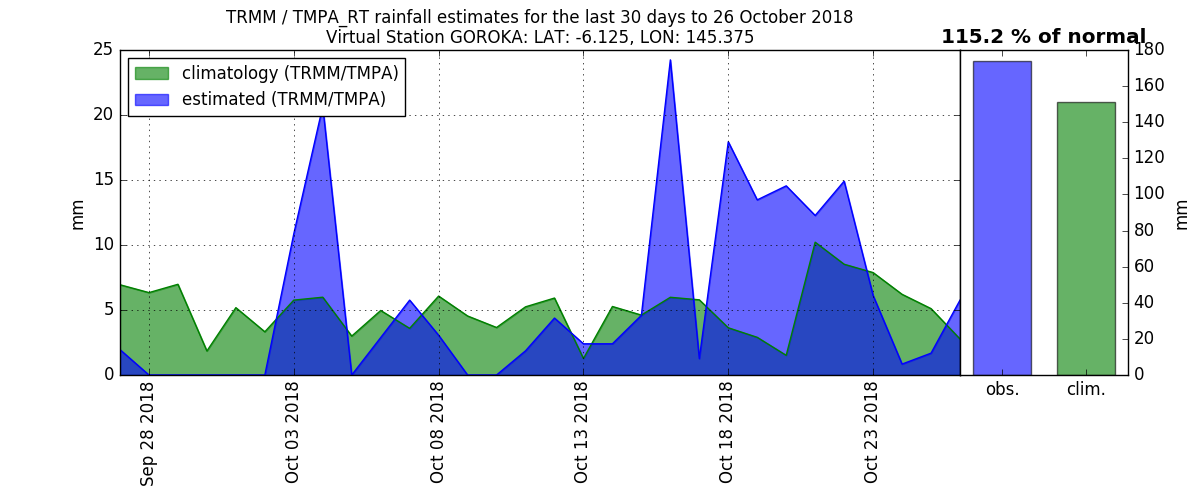 TRMM / TMPA_RT rainfall estimates for the last 30 days to 26 October 2018
Virtual Station GOROKA: LAT: -6.125, LON: 145.375
115.2 % of normal
climatology (TRMM/TMPA)
estimated (TRMM/TMPA)
25
20
15
10
5
0
mm
Sep 28 2018
Oct 03 2018
Oct 08 2018
Oct 13 2018
Oct 18 2018
Oct 23 2018
obs.
clim.
180
160
140
120
100
80
60
40
20
0
mm